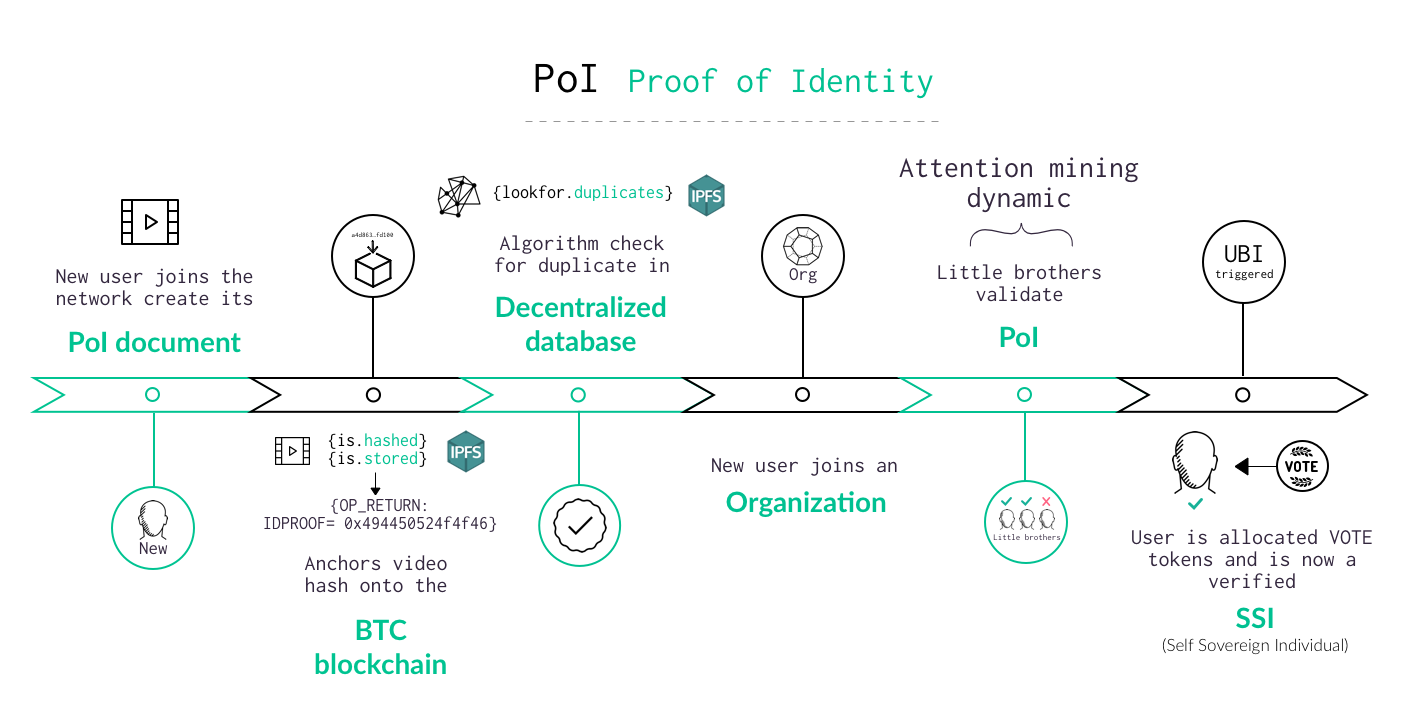 PoI Proof of Identity
New user joins the
network create its
PoI document
New
a4d863…fd100
{is.hashed}
{is.stored}
IPFS
{OP_RETURN:
IDPROOF= 0x494450524f4f46}
Anchors video
hash onto the
BTC
blockchain
{lookfor.duplicates}
IPFS
Algorithm check
for duplicate in
Decentralized
database
Org
New user joins an
Organization
Attention mining
dynamic
Little brothers
validate
PoI
Little brothers
UBI
triggered
VOTE
User is allocated VOTE
tokens and is now a
verified
SSI
(Self Sovereign Individual)